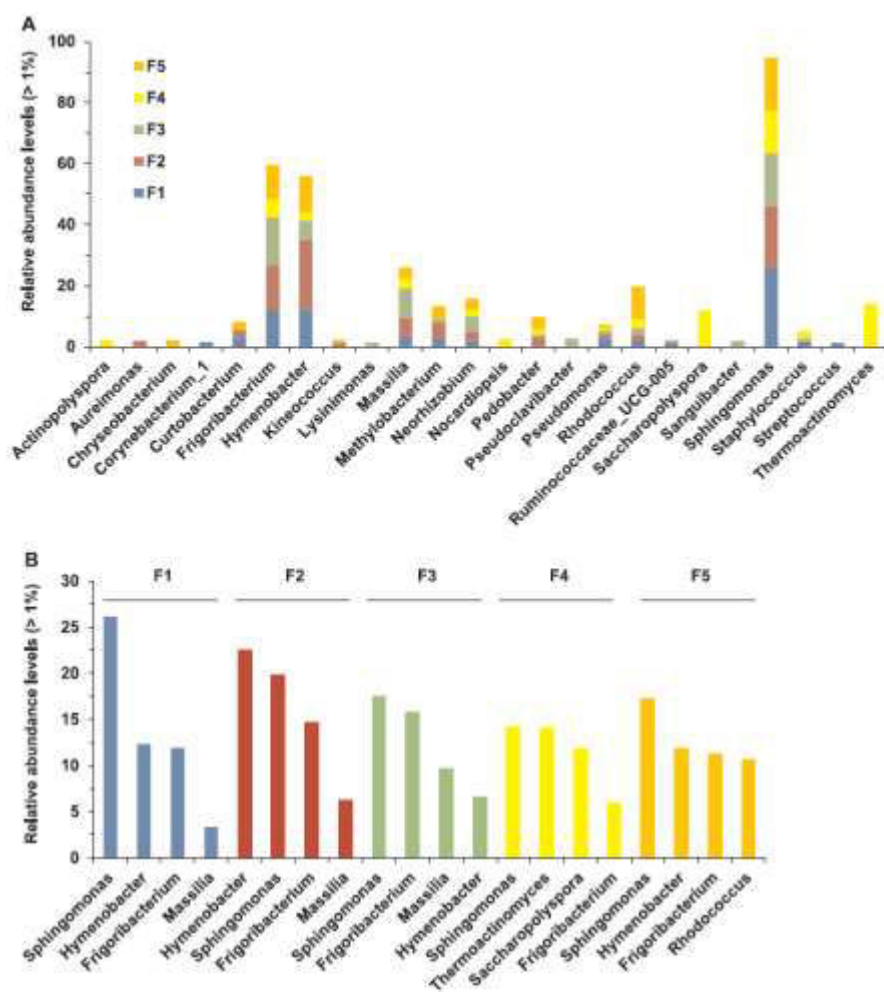 A
Relative abundance levels (> 1%)
100
80
60
40
20
0
F5
F4
F3
F2
F1
Actinopolyspora
Aureimonas
Chryseobacterium
Corynebacterium_1
Curtobacterium
Frigoribacterium
Hymenobacter
Kineococcus
Lysinimonas
Massilia
Methylobacterium
Neorhizobium
Nocardiopsis
Pedobacter
Pseudoclavibacter
Pseudomonas
Rhodococcus
Ruminococcaceae_UCG-005
Saccharopolyspora
Sanguibacter
Sphingomonas
Staphylococcus
Streptococcus
Thermoactinomyces
B
Relative abundance levels (> 1%)
30
25
20
15
10
5
0
F1
F2
F3
F4
F5
Sphingomonas
Hymenobacter
Frigoribacterium
Massilia
Hymenobacter
Sphingomonas
Frigoribacterium
Massilia
Sphingomonas
Frigoribacterium
Massilia
Hymenobacter
Sphingomonas
Thermoactinomyces
Saccharopolyspora
Frigoribacterium
Sphingomonas
Hymenobacter
Frigoribacterium
Rhodococcus